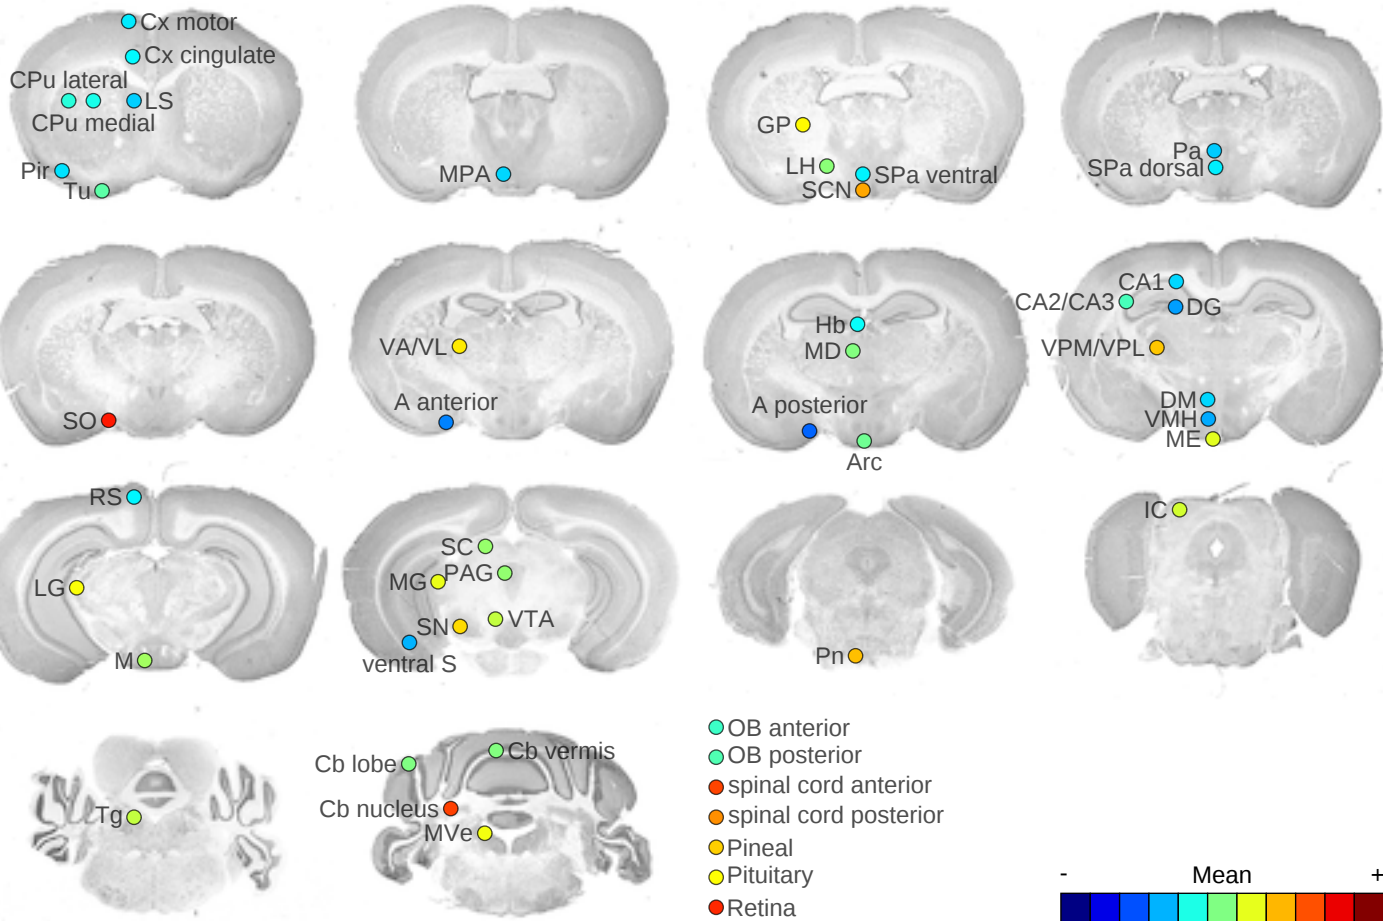 Cx motor
Cx cingulate
CPu lateral
LS
CPu medial
Pir
Tu
MPA
GP
LH
SPa ventral
SCN
Pa
SPa dorsal
SO
VA/VL
A anterior
Hb
MD
A posterior
Arc
CA1
CA2/CA3
DG
VPM/VPL
DM
VMH
ME
RS
LG
M
SC
PAG
MG
VTA
SN
ventral S
Pn
IC
Tg
Cb vermis
Cb lobe
Cb nucleus
MVe
OB anterior
OB posterior
spinal cord anterior
spinal cord posterior
Pineal
Pituitary
Retina
- Mean +